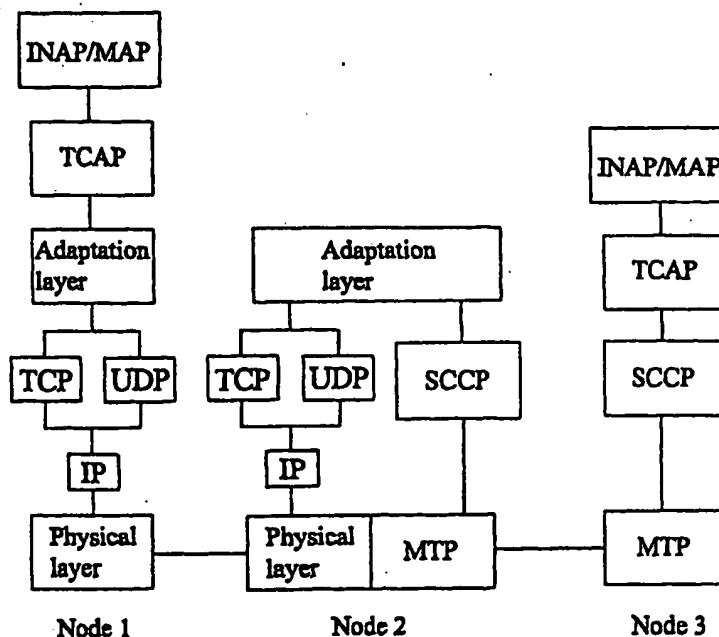 INAP/MAP
TCAP
Adaptation
layer
TCP
UDP
IP
Physical
layer
Node 1
Adaptation
layer
TCP
UDP
SCCP
IP
Physical
layer
MTP
Node 2
INAP/MAP
TCAP
SCCP
MTP
Node 3